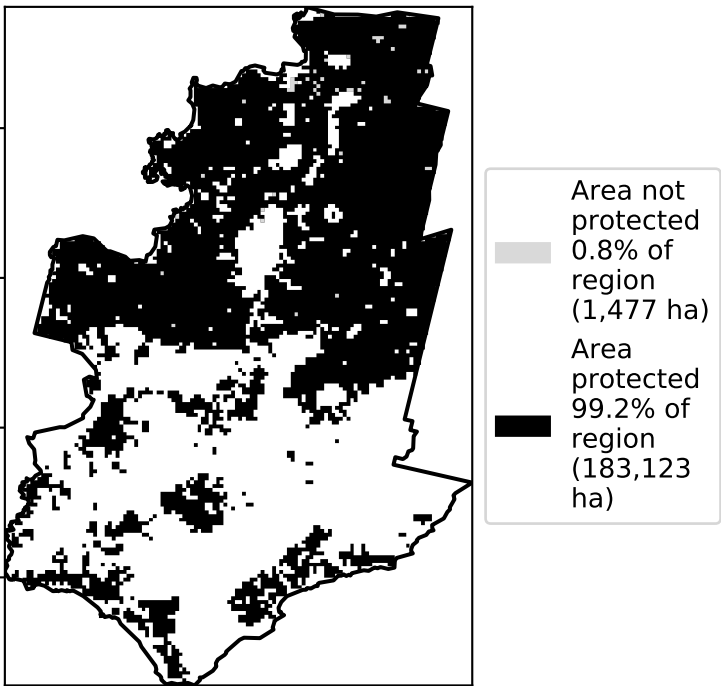 Area not
protected
0.8% of
region
(1,477 ha)
Area
protected
99.2% of
region
(183,123
ha)